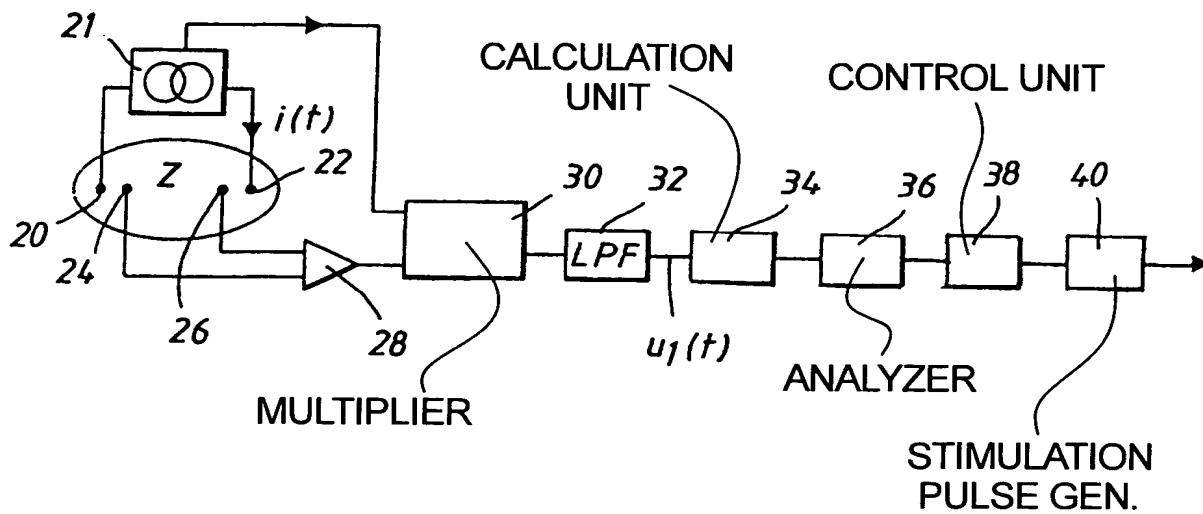 21
i(t)
Z
22
20
24
26
28
MULTIPLIER
30
32
LPF
u1(t)
CALCULATION
UNIT
34
36
ANALYZER
CONTROL UNIT
38
40
STIMULATION
PULSE GEN.